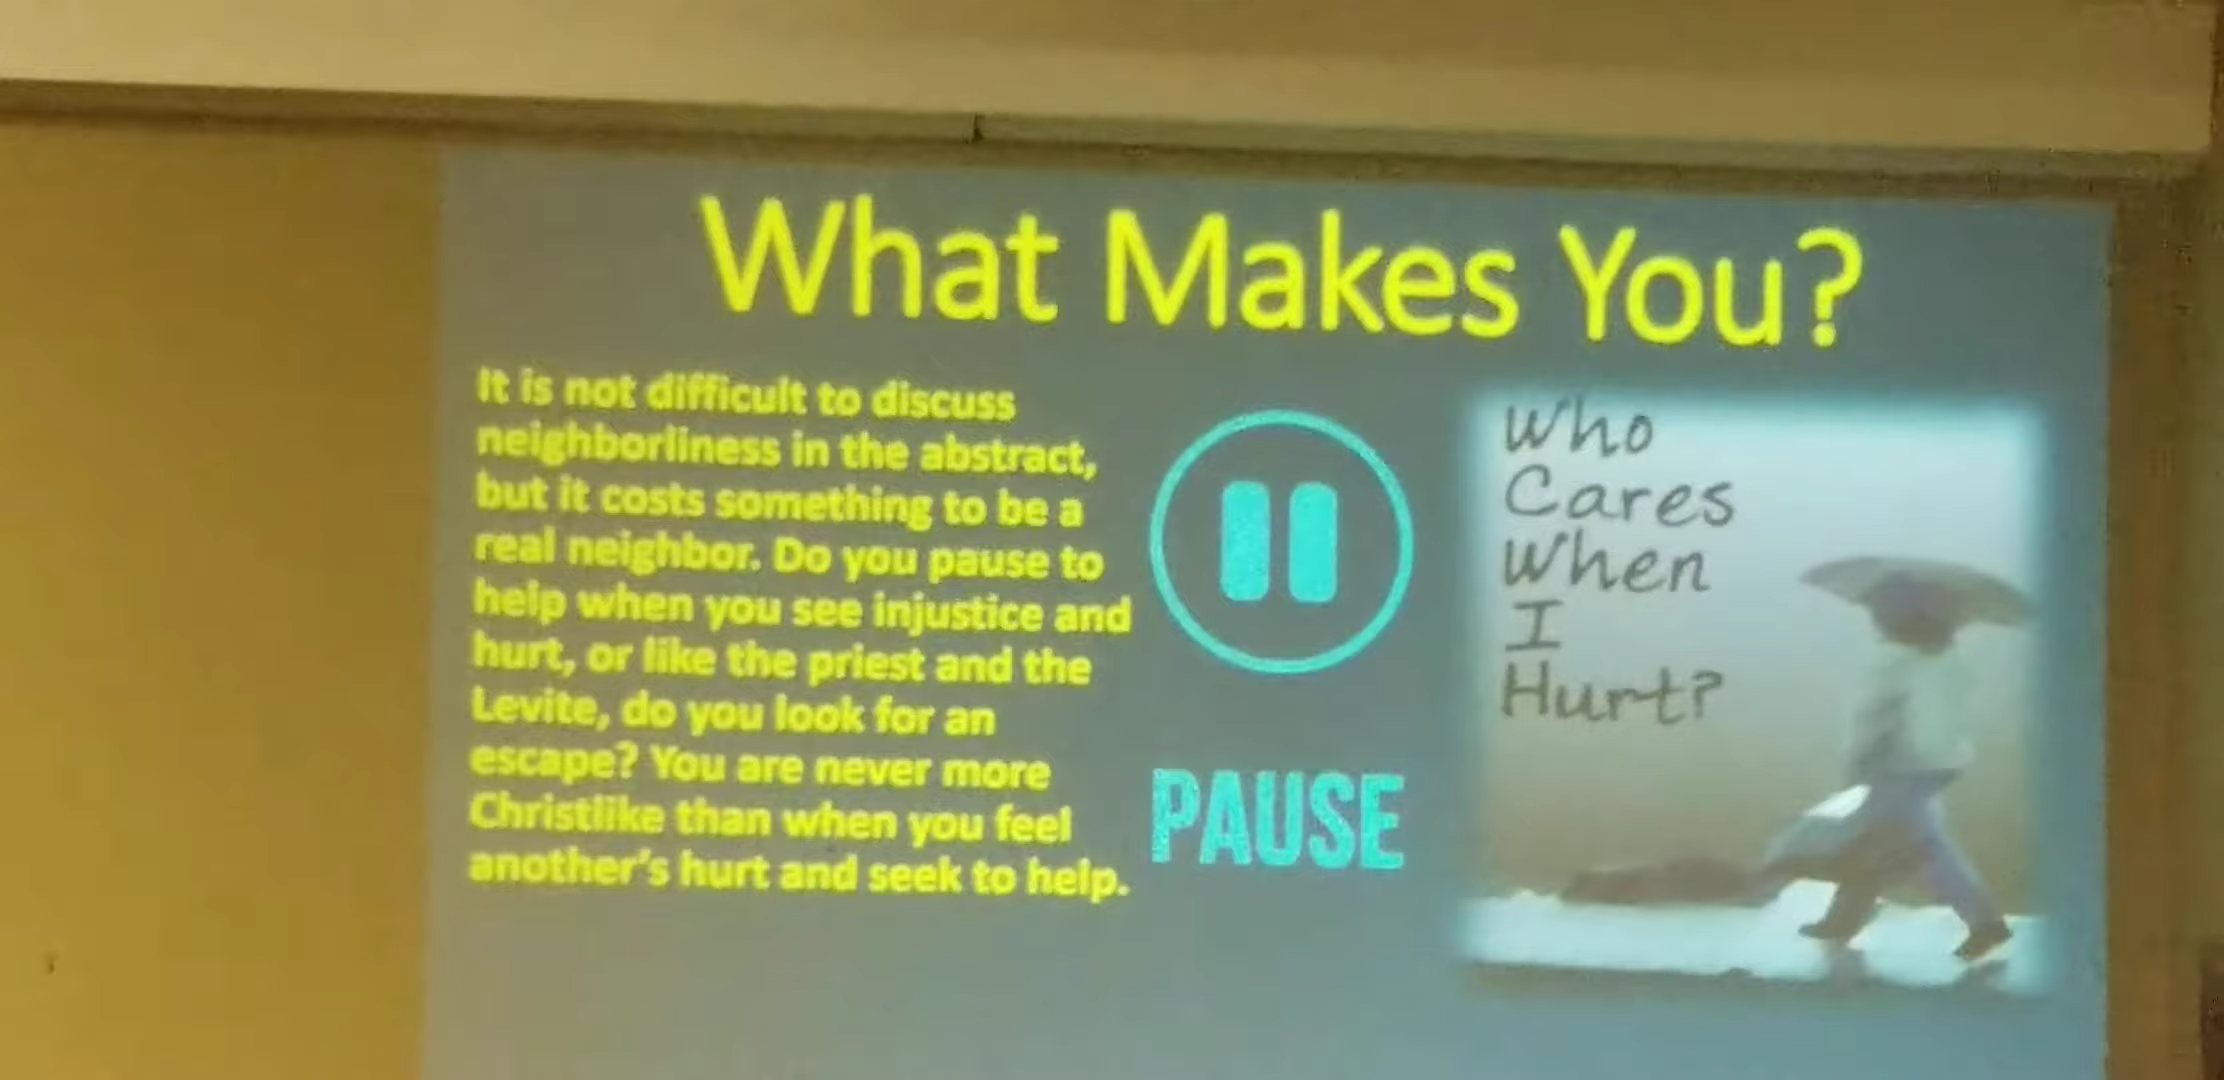 What Makes You?
It is not difficult to discuss
neighborliness in the abstract,
but it costs something to be a
real neighbor. Do you pause to
help when you see injustice and
hurt, or like the priest and the
Levite, do you look for an
escape? You are never more
Christlike than when you feel
another's hurt and seek to help.
PAUSE
Who
Cares
When
I
Hurt?